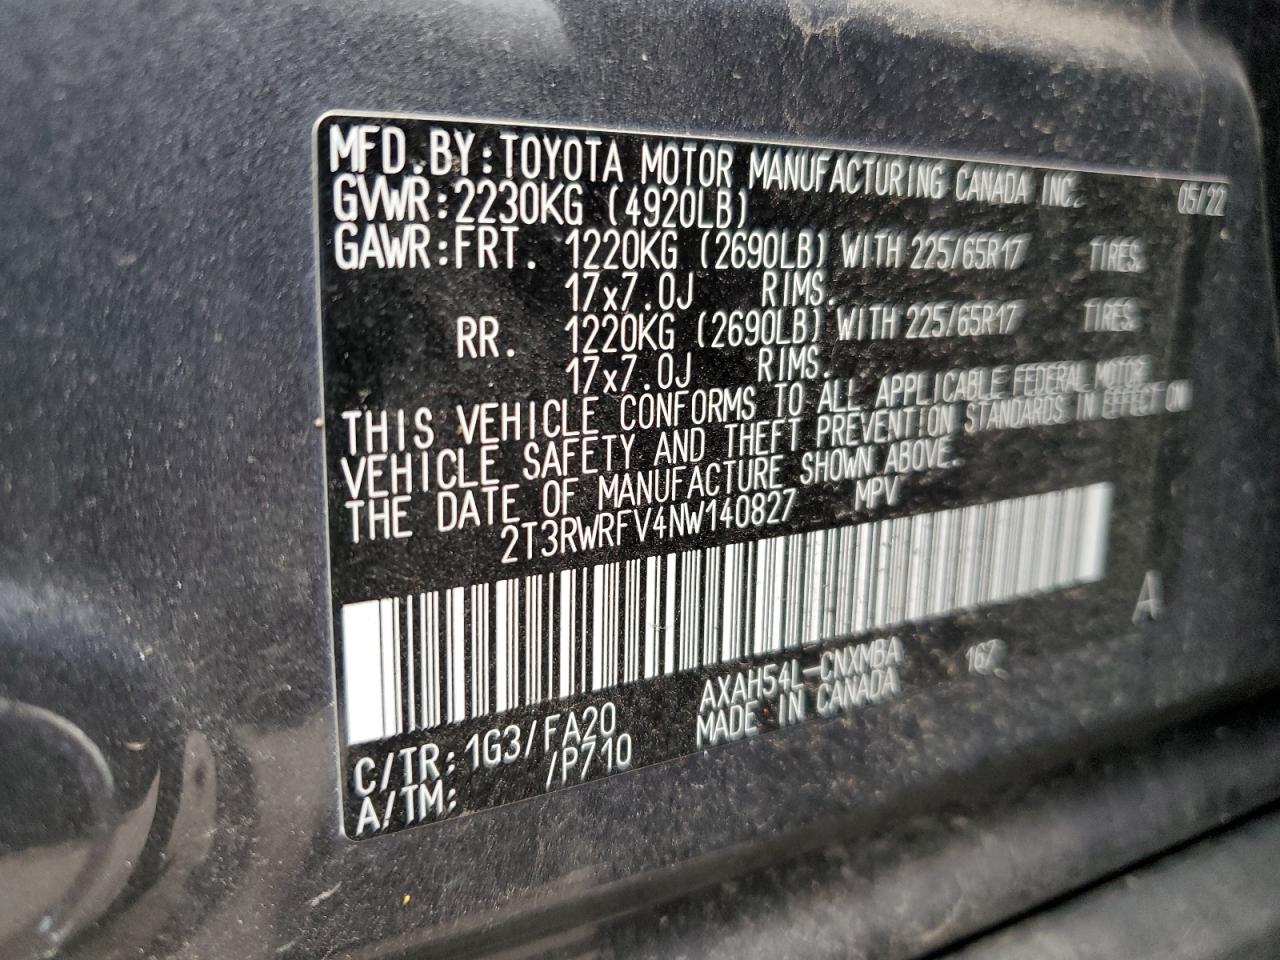 MFD. BY: TOYOTA MOTOR MANUFACTURING CANADA INC. 05/22
GVWR: 2230KG (4920LB)
GAWR: FRT. 1220KG (2690LB) WITH 225/65R17 TIRES,
17x7.0J RIMS.
RR. 1220KG (2690LB) WITH 225/65R17 TIRES
17x7.0J RIMS.
THIS VEHICLE CONFORMS TO ALL APPLICABLE FEDERAL MOTOR
VEHICLE SAFETY AND THEFT PREVENTION STANDARDS IN EFFECT ON
THE DATE OF MANUFACTURE SHOWN ABOVE.
2T3RWRFV4NW140827 MPV
A
C/TR: 1G3/FA20 AXAH54L-CNXMBA 167
A/TM: /P710 MADE IN CANADA